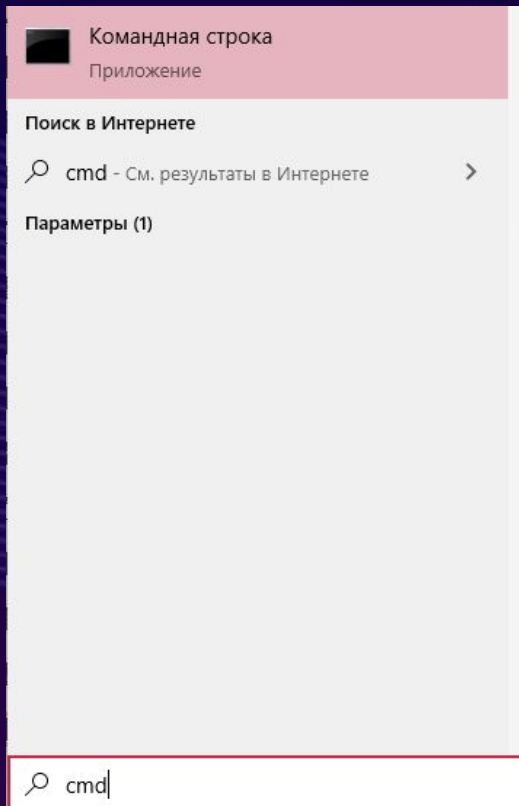 Командная строка
Приложение
Поиск в Интернете
cmd - См. результаты в Интернете
Параметры (1)
cmd